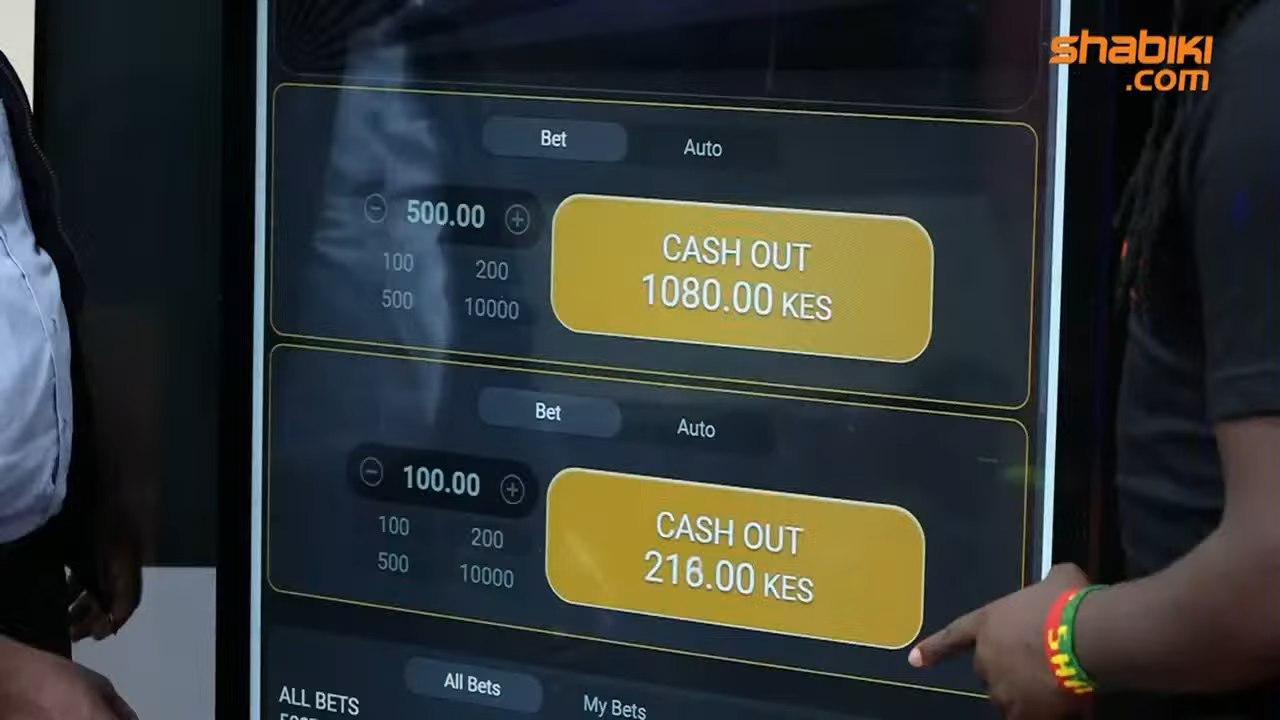 shabiki
.com
Bet Auto
500.00
100 200
500 10000
CASH OUT
1080.00 KES
Bet Auto
100.00
100 200
500 10000
CASH OUT
216.00 KES
All Bets My Bets
ALL BETS